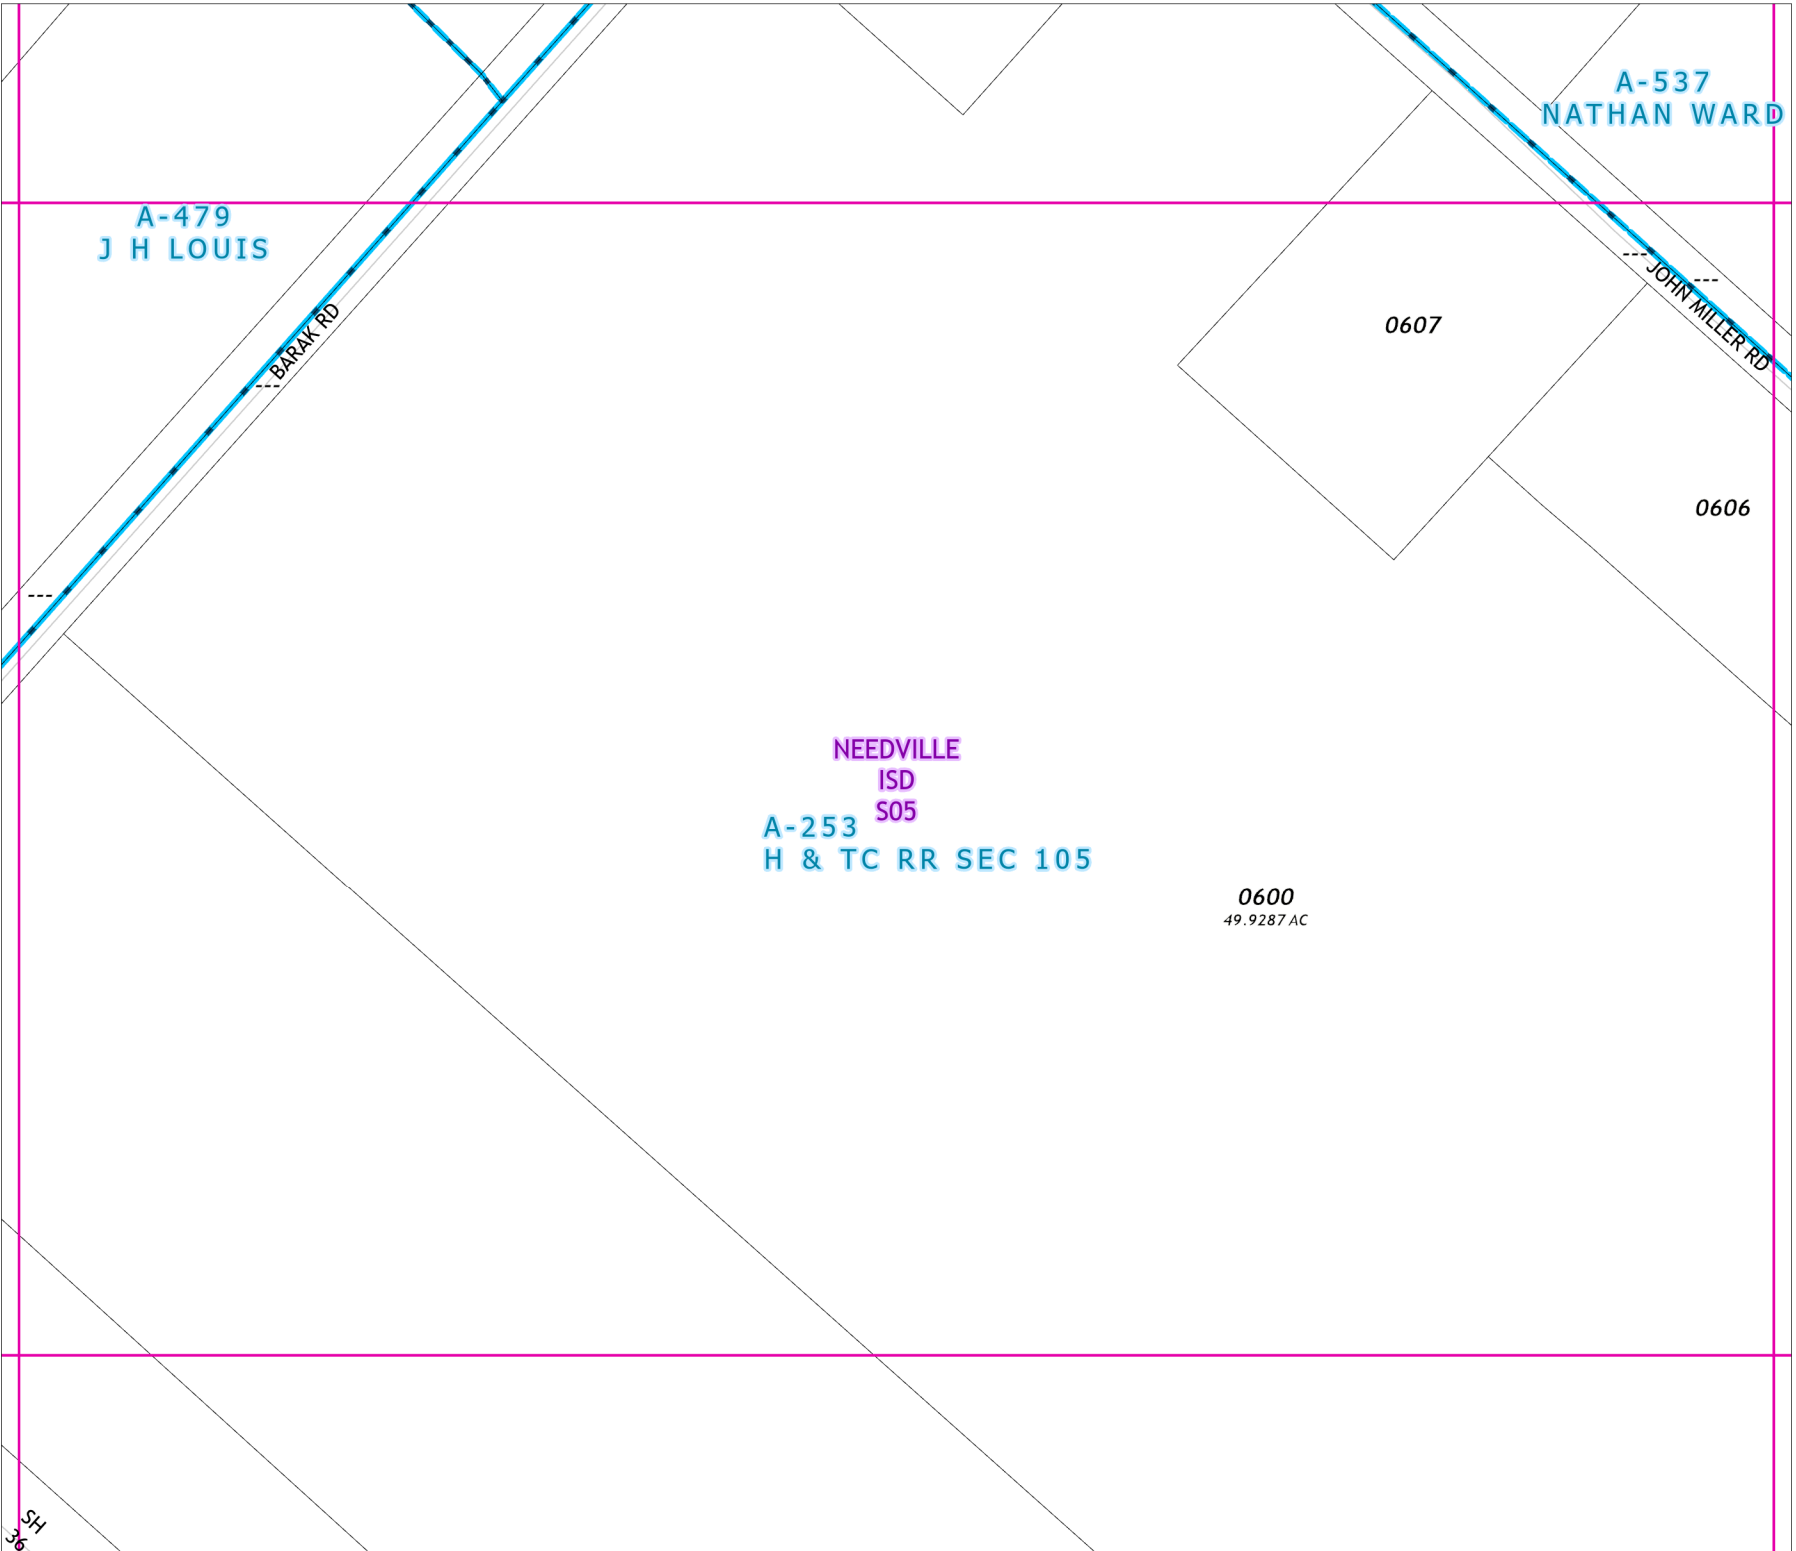 A-537
NATHAN WARD
A-479
J H LOUIS
---
---
JOHN MILLER RD
BARAK RD
---
0607
0606
---
NEEDVILLE
ISD
S05
A-253
H & TC RR SEC 105
0600
49.9287 AC
SH
36